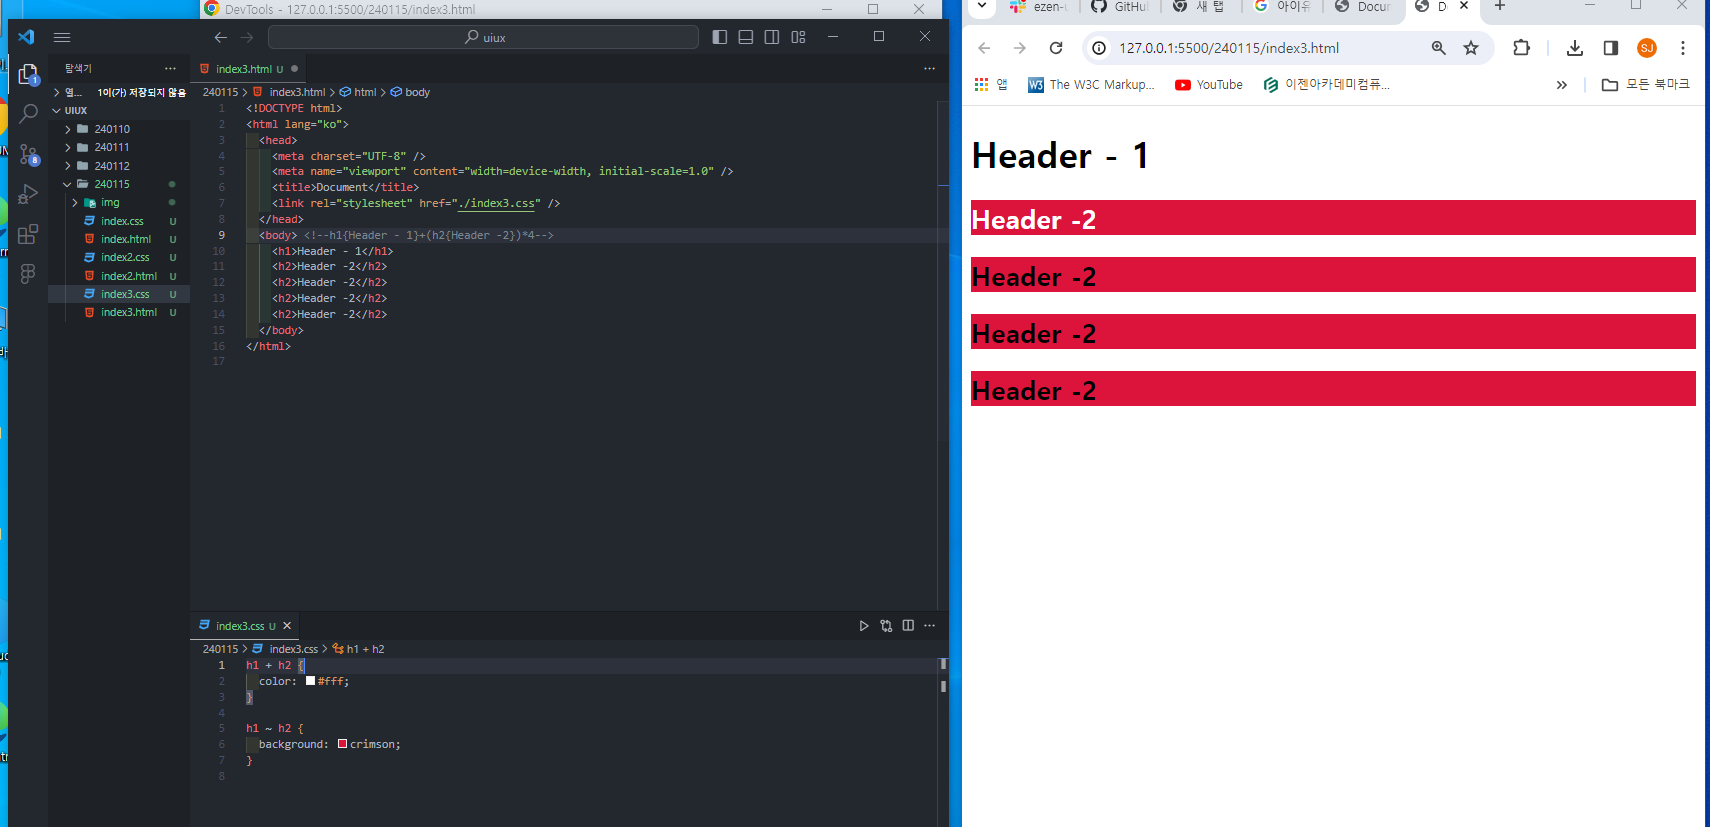 DevTools - 127.0.0.1:5500/240115/index3.html
uiux
탐색기
열... 1이(가) 저장되지 않음
UIUX
240110
240111
240112
240115
img
index.css U
index.html U
index2.css U
index2.html U
index3.css U
index3.html U
index3.html U
240115 > index3.html > html > body
1 <!DOCTYPE html>
2 <html lang="ko">
3 <head>
4 <meta charset="UTF-8" />
5 <meta name="viewport" content="width=device-width, initial-scale=1.0" />
6 <title>Document</title>
7 <link rel="stylesheet" href="./index3.css" />
8 </head>
9 <body> <!--h1{Header - 1}+(h2{Header -2})*4-->
10 <h1>Header - 1</h1>
11 <h2>Header -2</h2>
12 <h2>Header -2</h2>
13 <h2>Header -2</h2>
14 <h2>Header -2</h2>
15 </body>
16 </html>
17
index3.css U
240115 > index3.css > h1 + h2
1 h1 + h2 {
2 color: #fff;
3 }
4
5 h1 ~ h2 {
6 background: crimson;
7 }
8
ezen-u
GitHub
새 탭
아이유
Docum
D
127.0.0.1:5500/240115/index3.html
SJ
앱
W3 The W3C Markup...
YouTube
이젠아카데미컴퓨...
모든 북마크
Header - 1
Header -2
Header -2
Header -2
Header -2